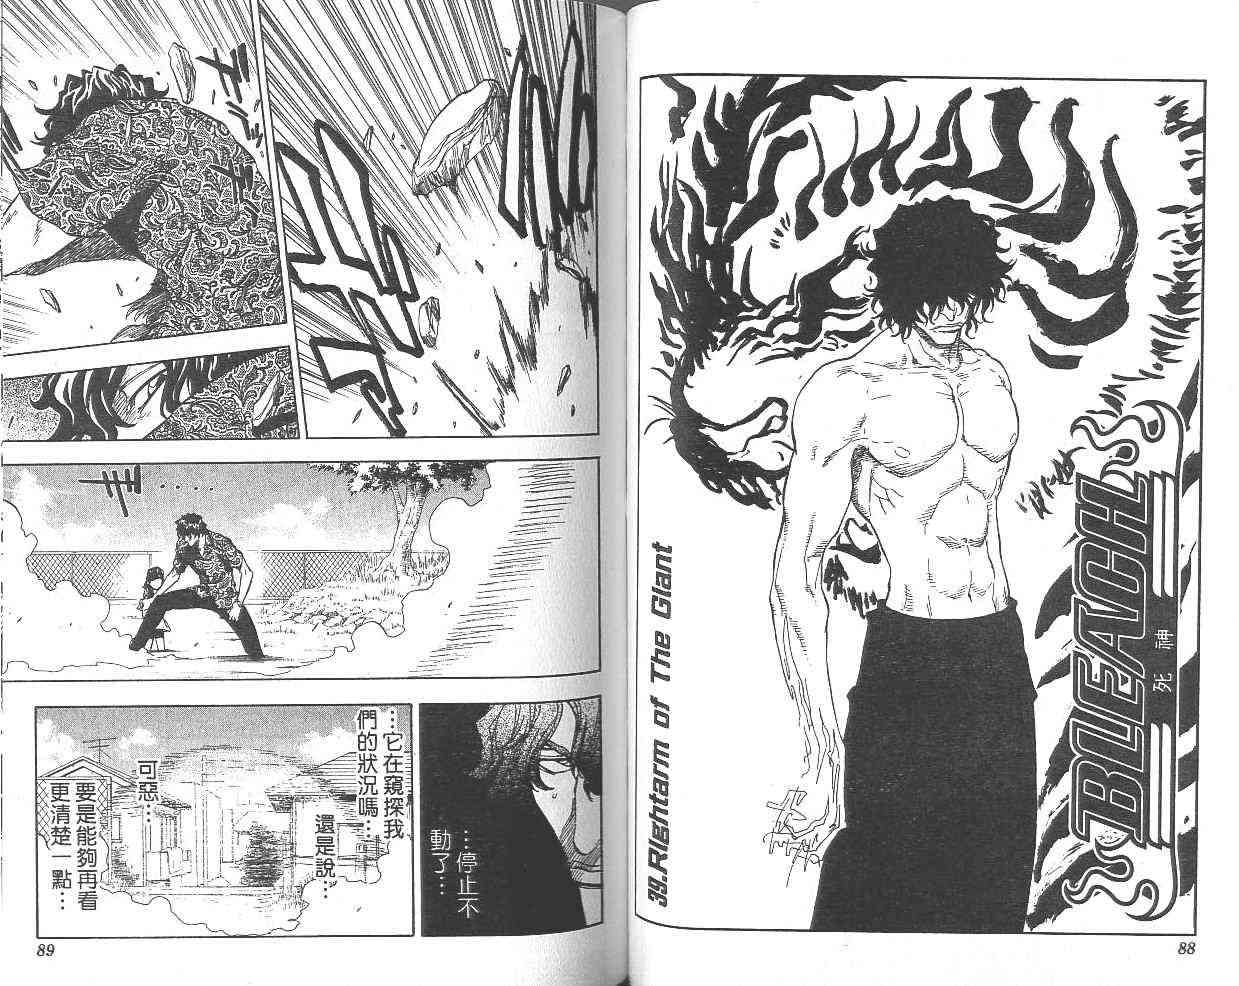 39.Rightarm of The Giant
BLEACH
死神
88
…停止不
動了…
…它在窺探我
們的狀況嗎…
還是說…
可惡…
要是能夠再看
更清楚一點…
89